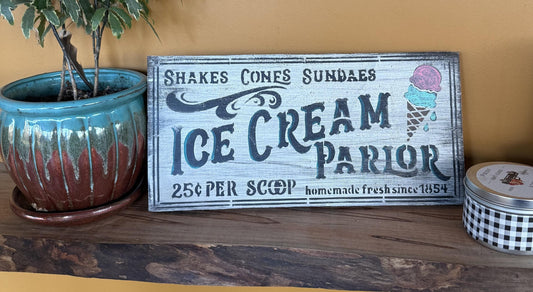 SHAKES CONES SUNDAES
ICE CREAM
PARLOR
25¢ PER SCOOP
homemade fresh since 1854